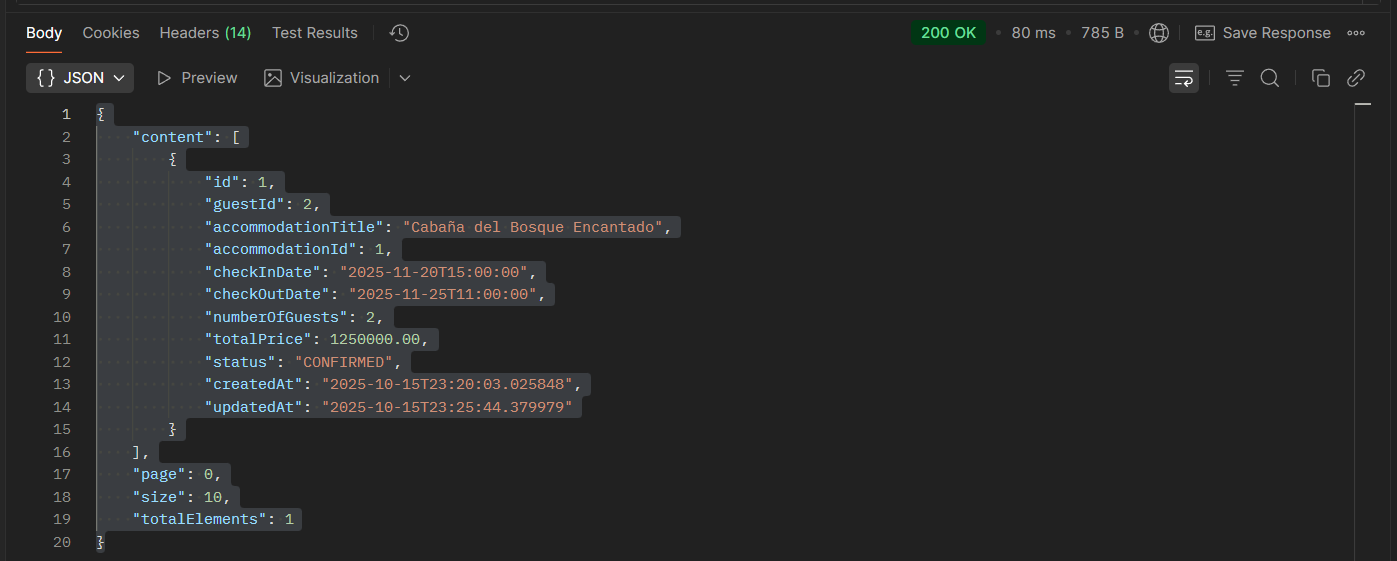 Body Cookies Headers (14) Test Results 200 OK • 80 ms • 785 B • e.g. Save Response
{} JSON Preview Visualization
1 {
2 "content": [
3 {
4 "id": 1,
5 "guestId": 2,
6 "accommodationTitle": "Cabaña del Bosque Encantado",
7 "accommodationId": 1,
8 "checkInDate": "2025-11-20T15:00:00",
9 "checkOutDate": "2025-11-25T11:00:00",
10 "numberOfGuests": 2,
11 "totalPrice": 1250000.00,
12 "status": "CONFIRMED",
13 "createdAt": "2025-10-15T23:20:03.025848",
14 "updatedAt": "2025-10-15T23:25:44.379979"
15 }
16 ],
17 "page": 0,
18 "size": 10,
19 "totalElements": 1
20 }